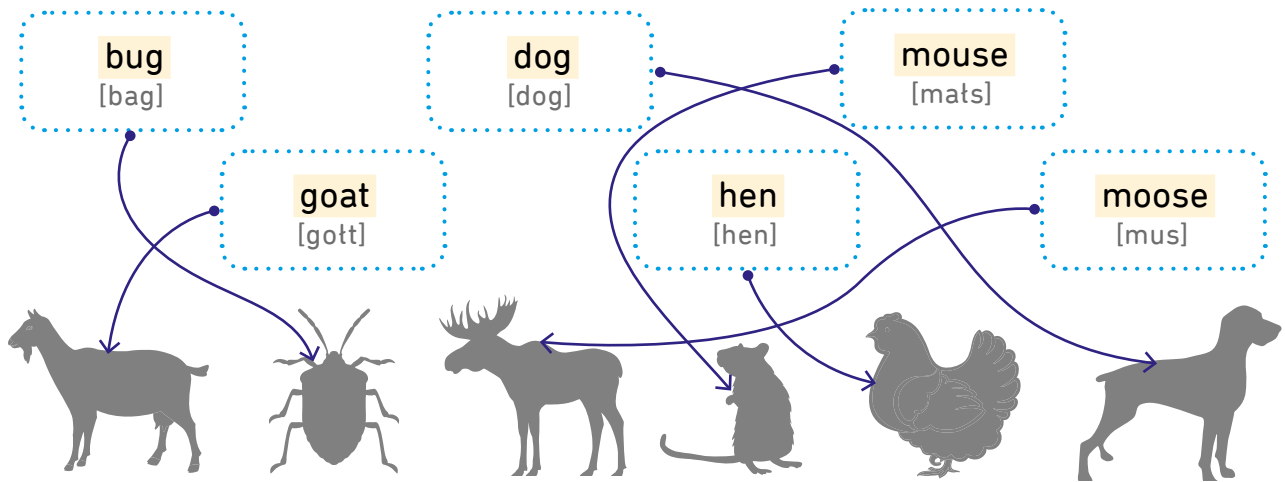 bug
[bag]
dog
[dog]
mouse
[małs]
goat
[gołt]
hen
[hen]
moose
[mus]